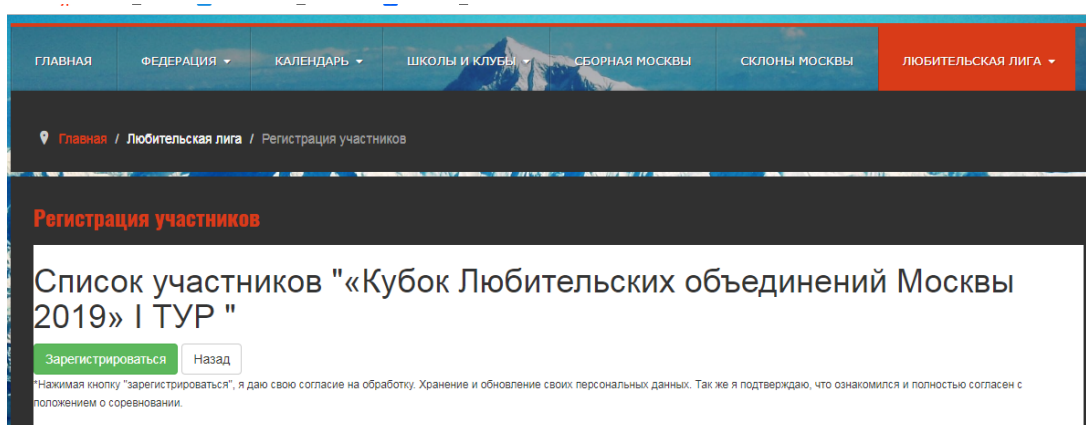 ГЛАВНАЯ ФЕДЕРАЦИЯ КАЛЕНДАРЬ ШКОЛЫ И КЛУБЫ СБОРНАЯ МОСКВЫ СКЛОНЫ МОСКВЫ ЛЮБИТЕЛЬСКАЯ ЛИГА
Главная / Любительская лига / Регистрация участников
Регистрация участников
Список участников "«Кубок Любительских объединений Москвы
2019» I ТУР "
Зарегистрироваться Назад
*Нажимая кнопку "зарегистрироваться", я даю свою согласие на обработку. Хранение и обновление своих персональных данных. Так же я подтверждаю, что ознакомился и полностью согласен с
положением о соревновании.